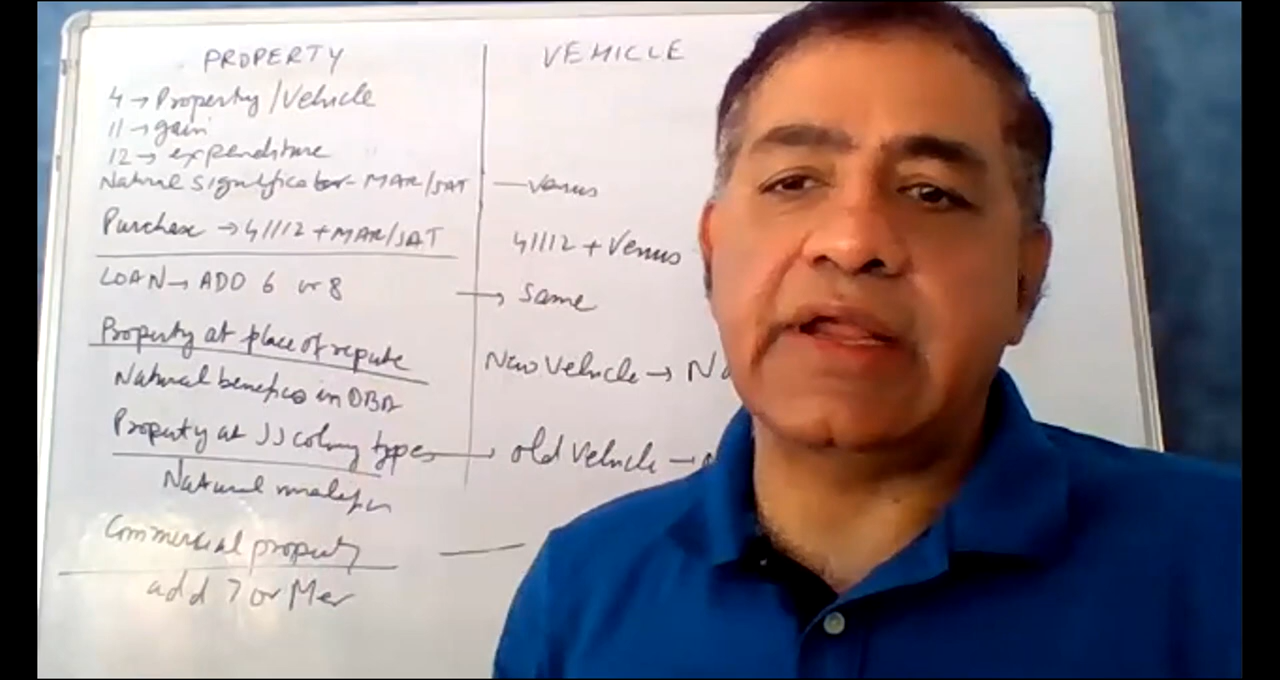 PROPERTY
4 → Property/Vehicle
11 → gain
12 → expenditure
Natural significator - MAR/SAT
Purchase → 4/11/12 + MAR/SAT
LOAN → ADD 6 or 8
Property at place of repute
Natural benefics in DBA
Property at JJ colony types
Natural malefics
Commercial property
add 7 or Mer
VEHICLE
— Venus
4/11/12 + Venus
→ Same
New Vehicle →
→ old Vehicle →